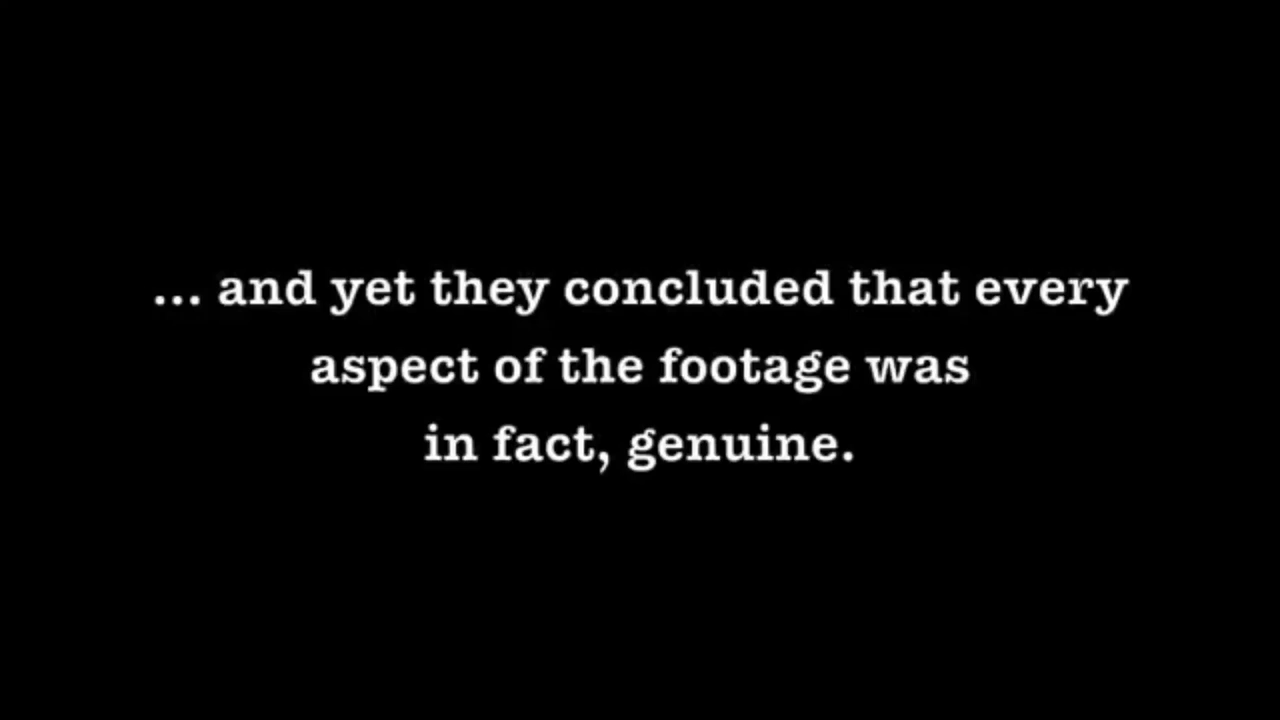 ... and yet they concluded that every
aspect of the footage was
in fact, genuine.